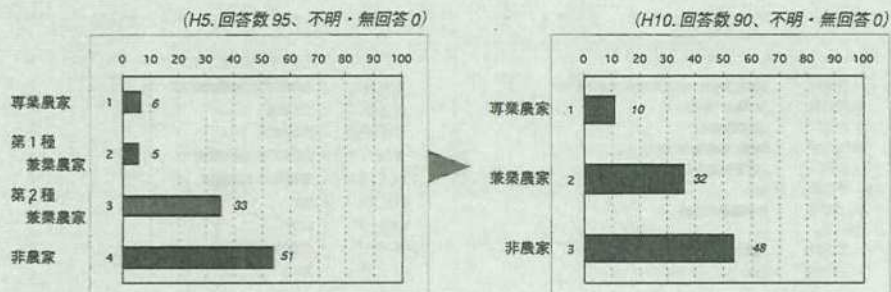 (H5.回答数95、不明・無回答0)
0 10 20 30 40 50 60 70 80 90 100
専業農家 1 6
第1種
兼業農家 2 5
第2種
兼業農家 3 33
非農家 4 51
(H10.回答数90、不明・無回答0)
0 10 20 30 40 50 60 70 80 90 100
専業農家 1 10
兼業農家 2 32
非農家 3 48